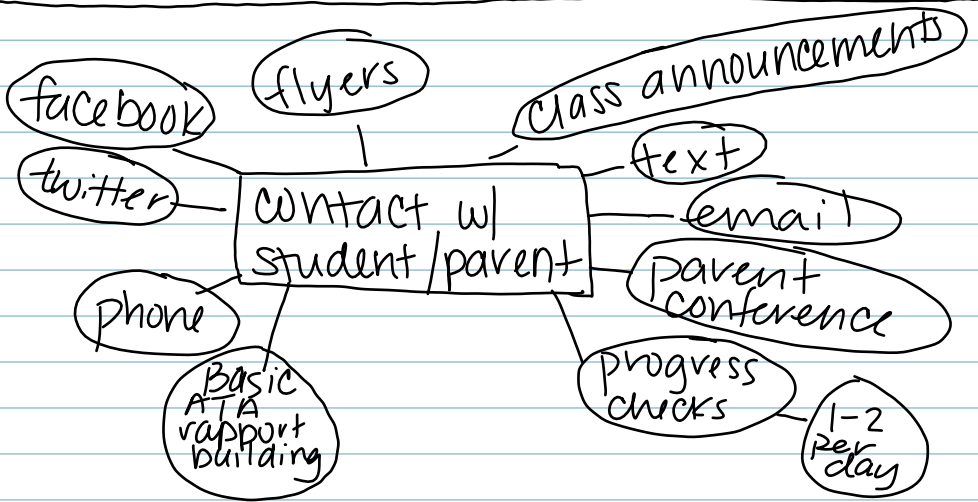 flyers
class announcements
facebook
text
twitter
contact w/
student/parent
email
parent
conference
phone
progress
checks
Basic
ATA
rapport
building
1-2
per
day